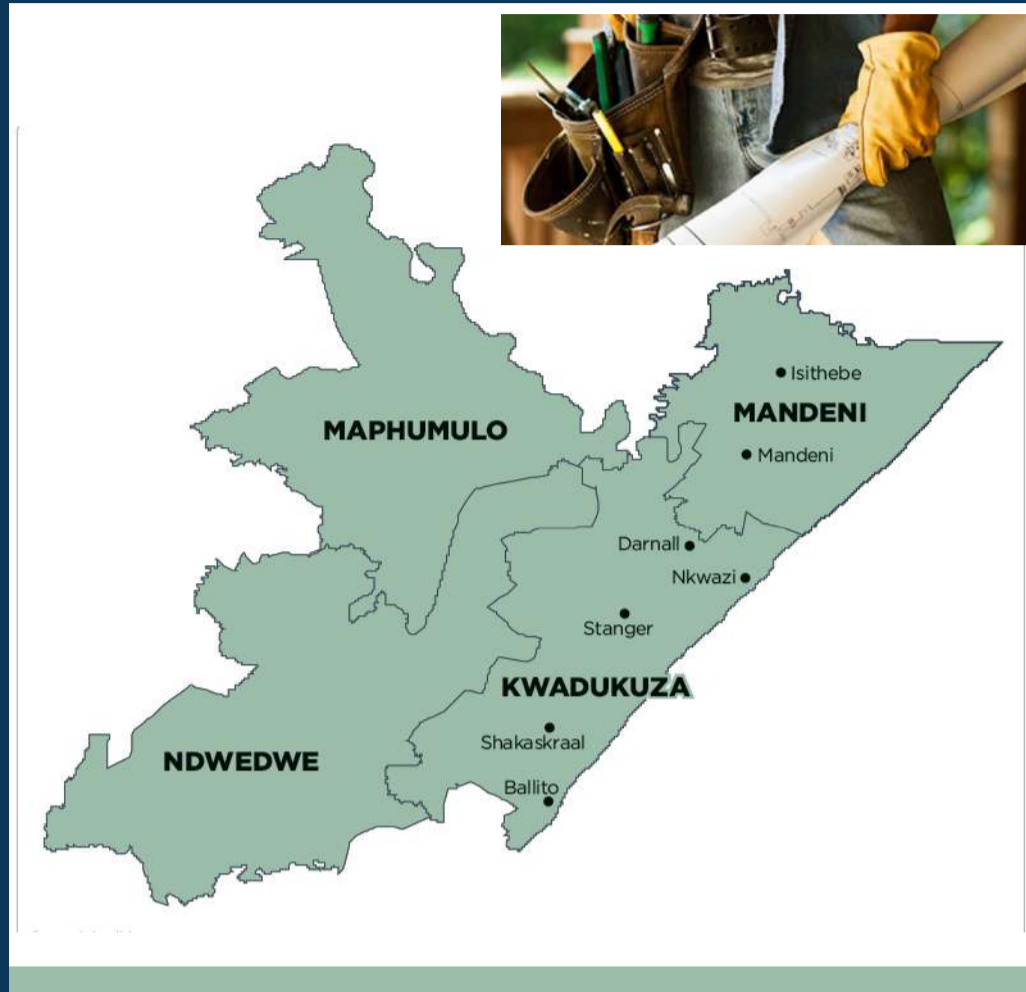 Isithebe
MANDENI
MAPHUMULO
Mandeni
Darnall
Nkwazi
Stanger
KWADUKUZA
Shakaskraal
NDWEDWE
Ballito